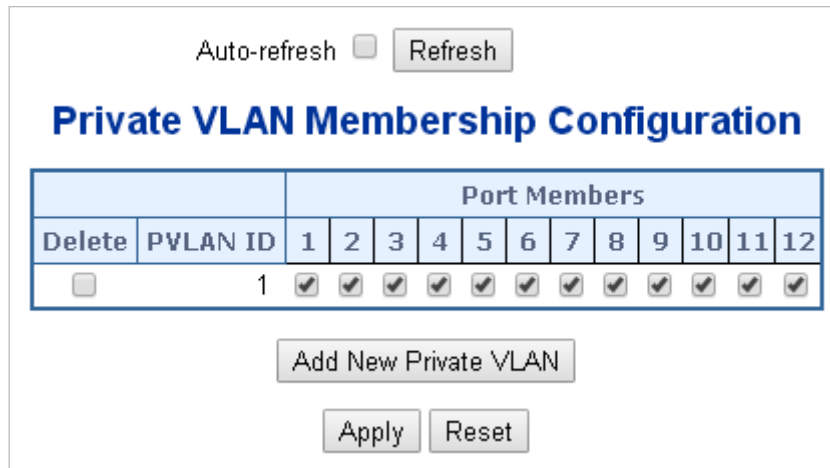 Auto-refresh Refresh
Private VLAN Membership Configuration
Port Members
Delete PVLAN ID 1 2 3 4 5 6 7 8 9 10 11 12
1
Add New Private VLAN
Apply Reset